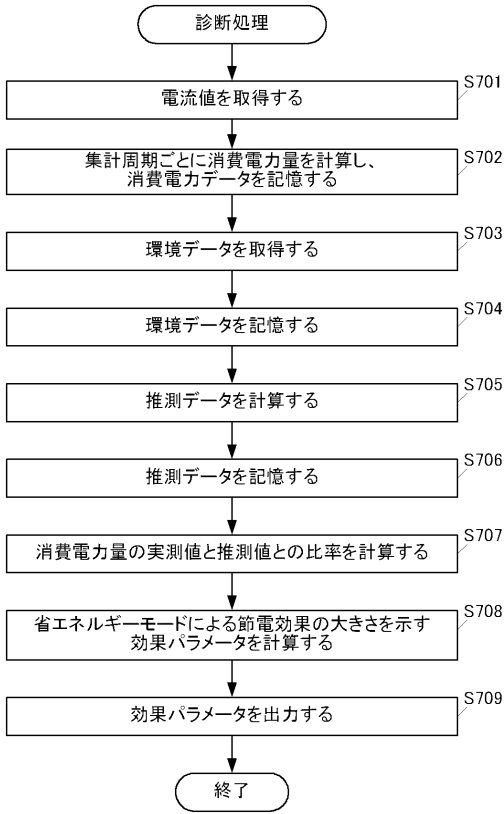 診断処理
S701
電流値を取得する
S702
集計周期ごとに消費電力量を計算し、
消費電力データを記憶する
S703
環境データを取得する
S704
環境データを記憶する
S705
推測データを計算する
S706
推測データを記憶する
S707
消費電力量の実測値と推測値との比率を計算する
S708
省エネルギーモードによる節電効果の大きさを示す
効果パラメータを計算する
S709
効果パラメータを出力する
終了